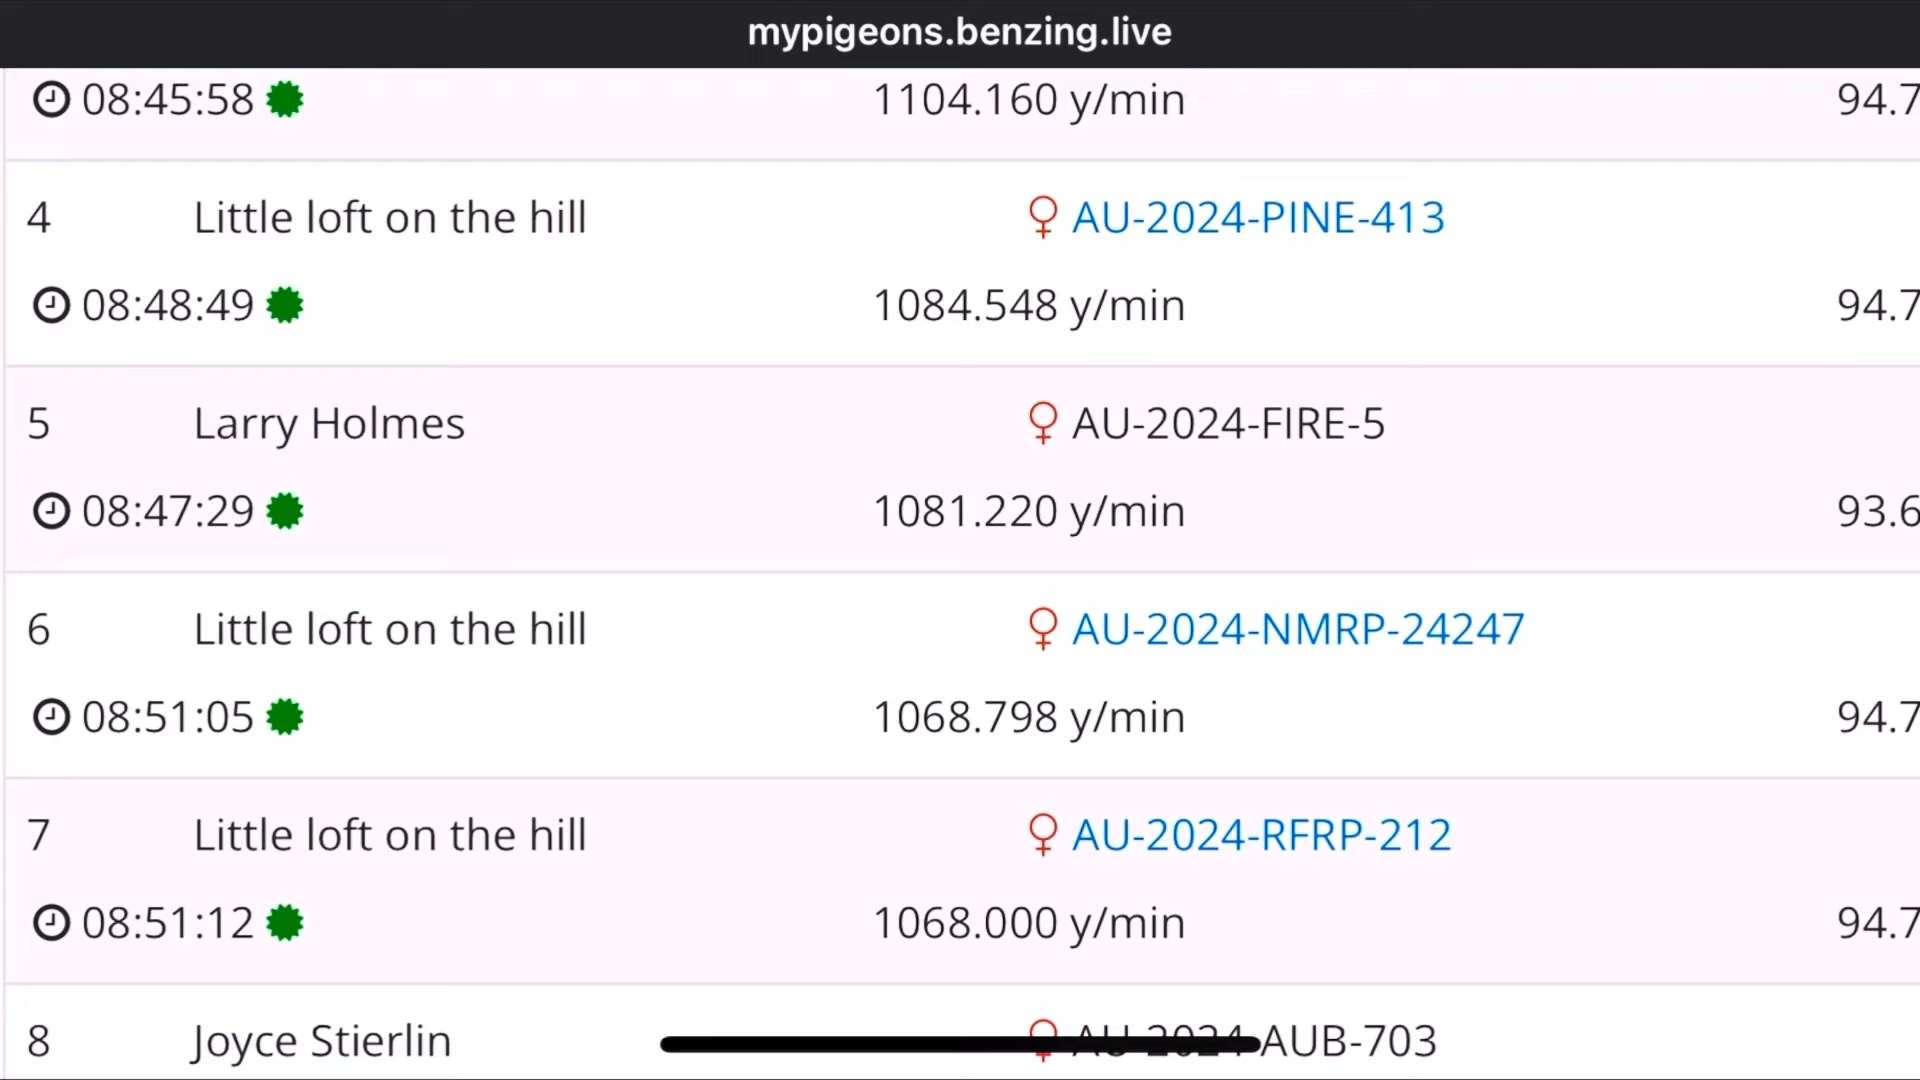 mypigeons.benzing.live
08:45:58 1104.160 y/min 94.7
4 Little loft on the hill AU-2024-PINE-413
08:48:49 1084.548 y/min 94.7
5 Larry Holmes AU-2024-FIRE-5
08:47:29 1081.220 y/min 93.6
6 Little loft on the hill AU-2024-NMRP-24247
08:51:05 1068.798 y/min 94.7
7 Little loft on the hill AU-2024-RFRP-212
08:51:12 1068.000 y/min 94.7
8 Joyce Stierlin AU-2024-AUB-703